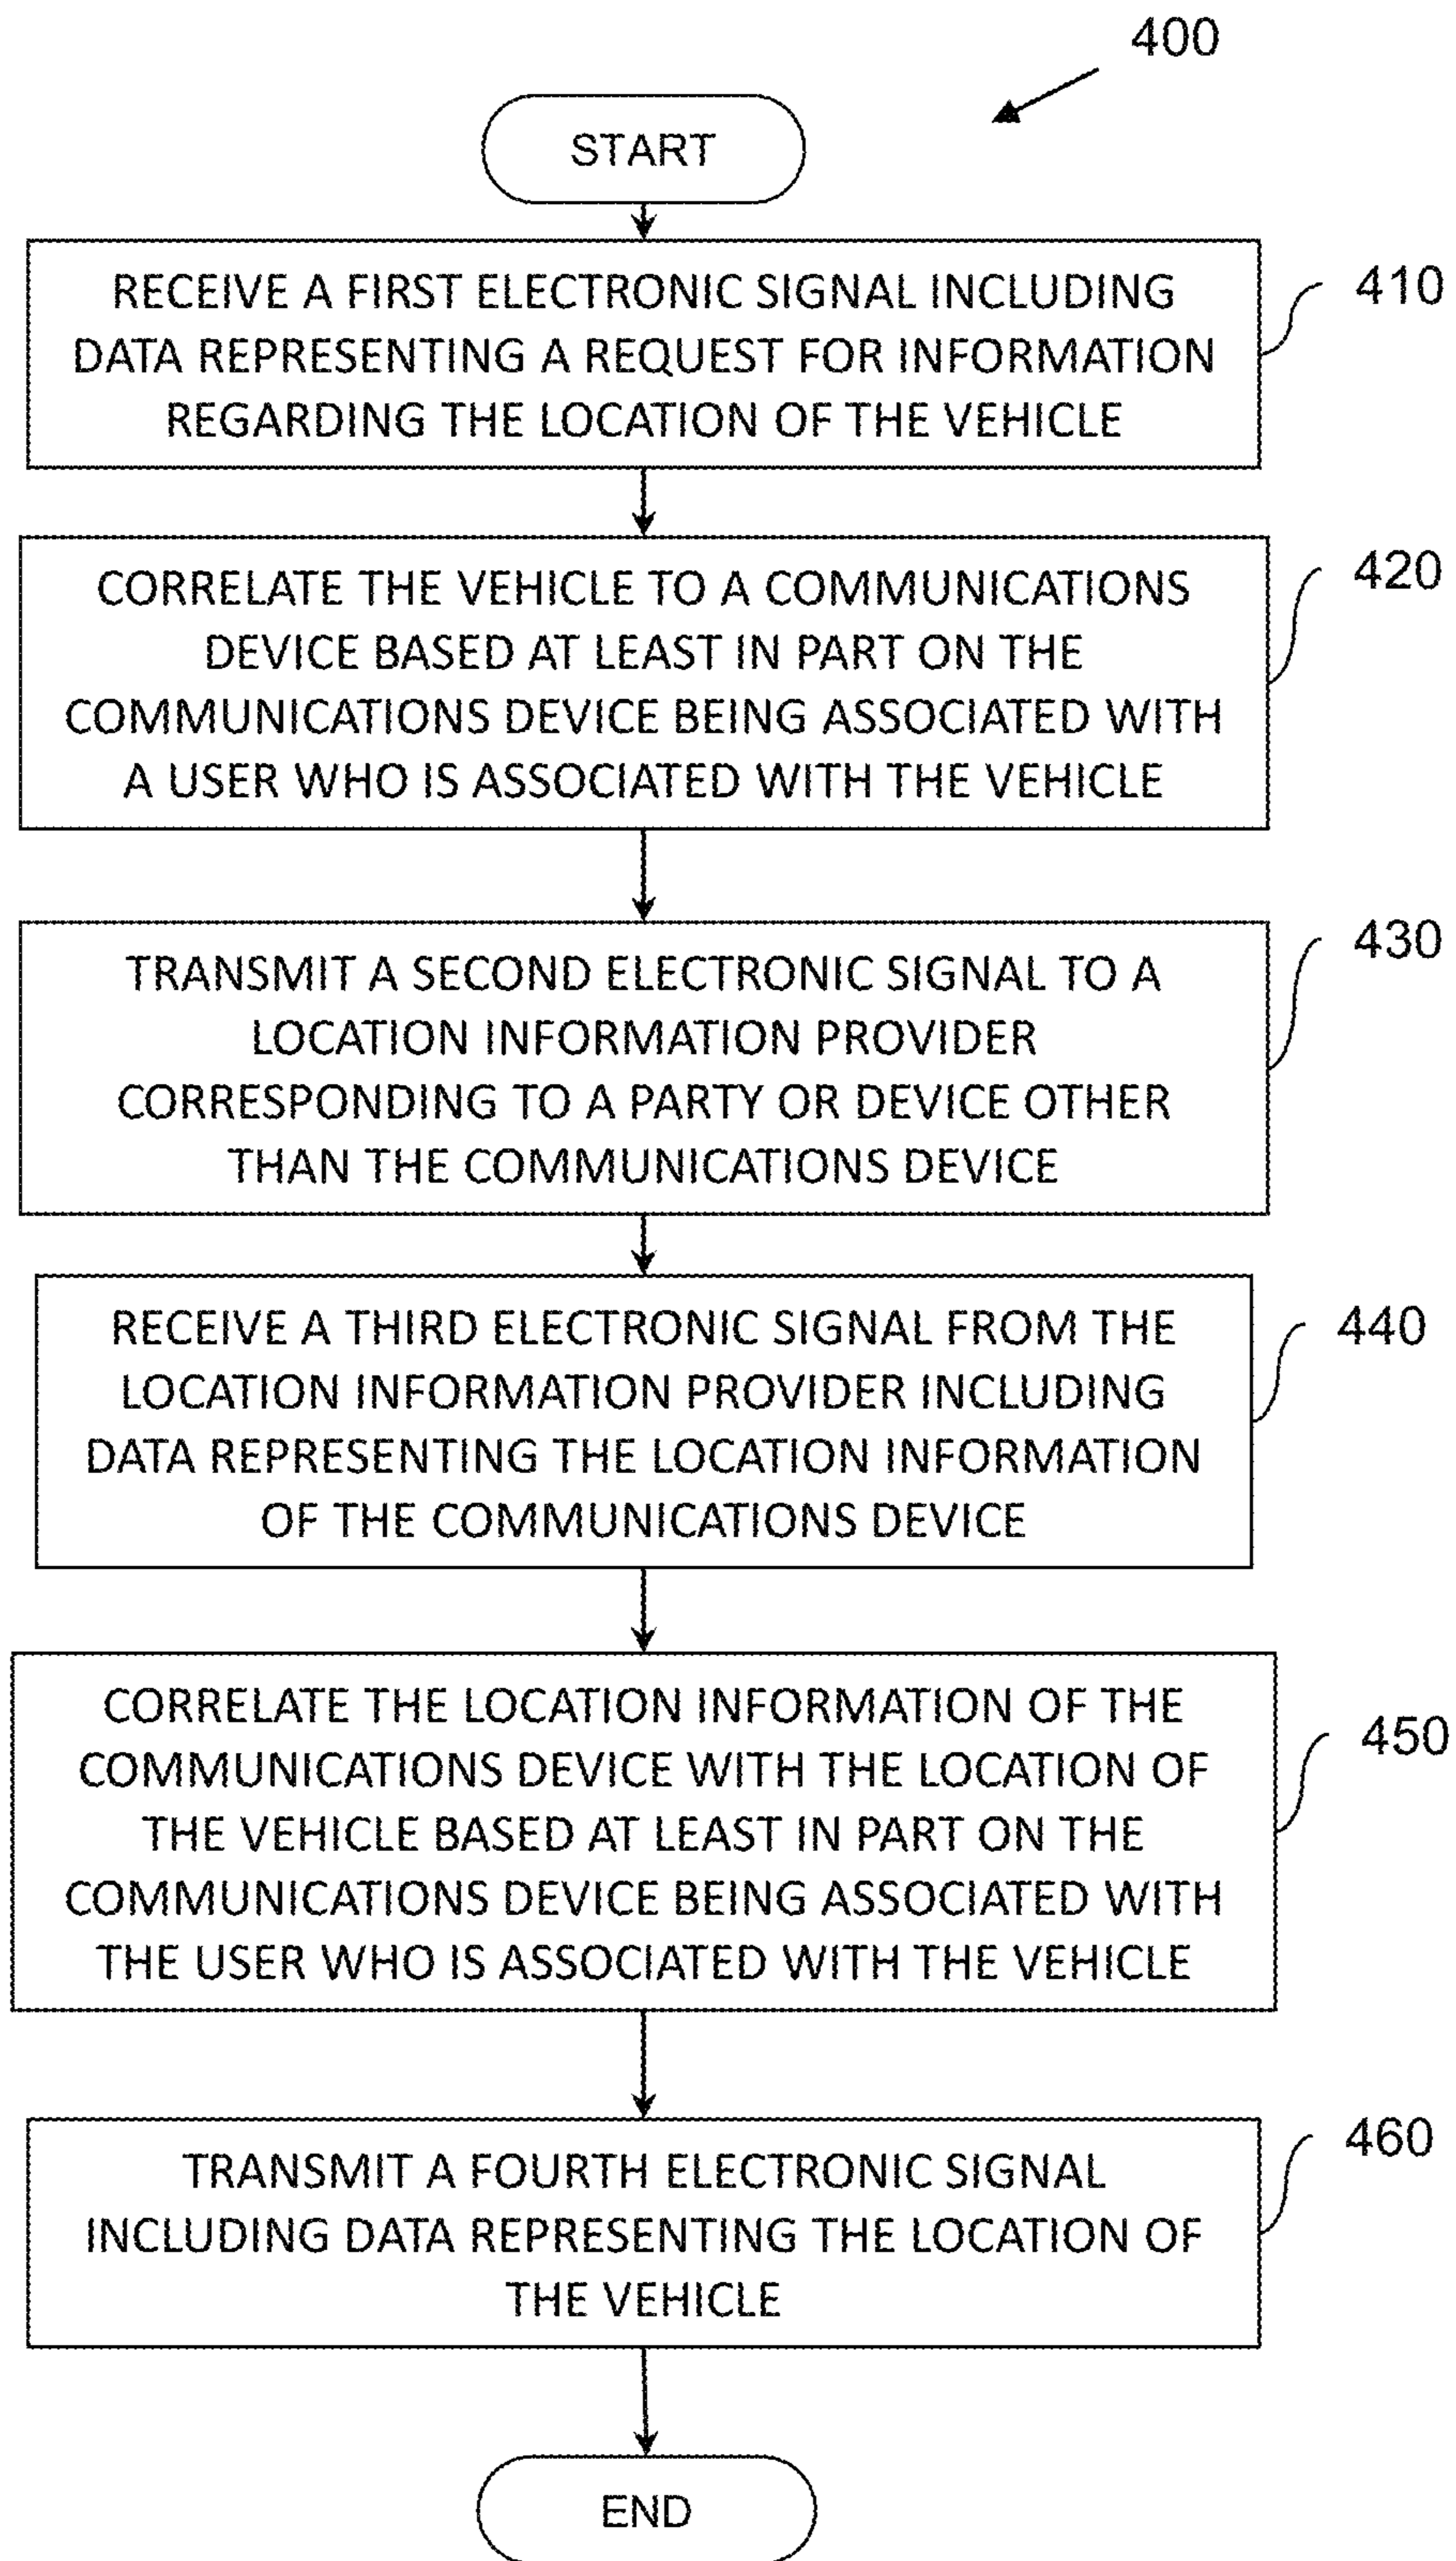 400
START
RECEIVE A FIRST ELECTRONIC SIGNAL INCLUDING
DATA REPRESENTING A REQUEST FOR INFORMATION
REGARDING THE LOCATION OF THE VEHICLE
410
CORRELATE THE VEHICLE TO A COMMUNICATIONS
DEVICE BASED AT LEAST IN PART ON THE
COMMUNICATIONS DEVICE BEING ASSOCIATED WITH
A USER WHO IS ASSOCIATED WITH THE VEHICLE
420
TRANSMIT A SECOND ELECTRONIC SIGNAL TO A
LOCATION INFORMATION PROVIDER
CORRESPONDING TO A PARTY OR DEVICE OTHER
THAN THE COMMUNICATIONS DEVICE
430
RECEIVE A THIRD ELECTRONIC SIGNAL FROM THE
LOCATION INFORMATION PROVIDER INCLUDING
DATA REPRESENTING THE LOCATION INFORMATION
OF THE COMMUNICATIONS DEVICE
440
CORRELATE THE LOCATION INFORMATION OF THE
COMMUNICATIONS DEVICE WITH THE LOCATION OF
THE VEHICLE BASED AT LEAST IN PART ON THE
COMMUNICATIONS DEVICE BEING ASSOCIATED WITH
THE USER WHO IS ASSOCIATED WITH THE VEHICLE
450
TRANSMIT A FOURTH ELECTRONIC SIGNAL
INCLUDING DATA REPRESENTING THE LOCATION OF
THE VEHICLE
460
END